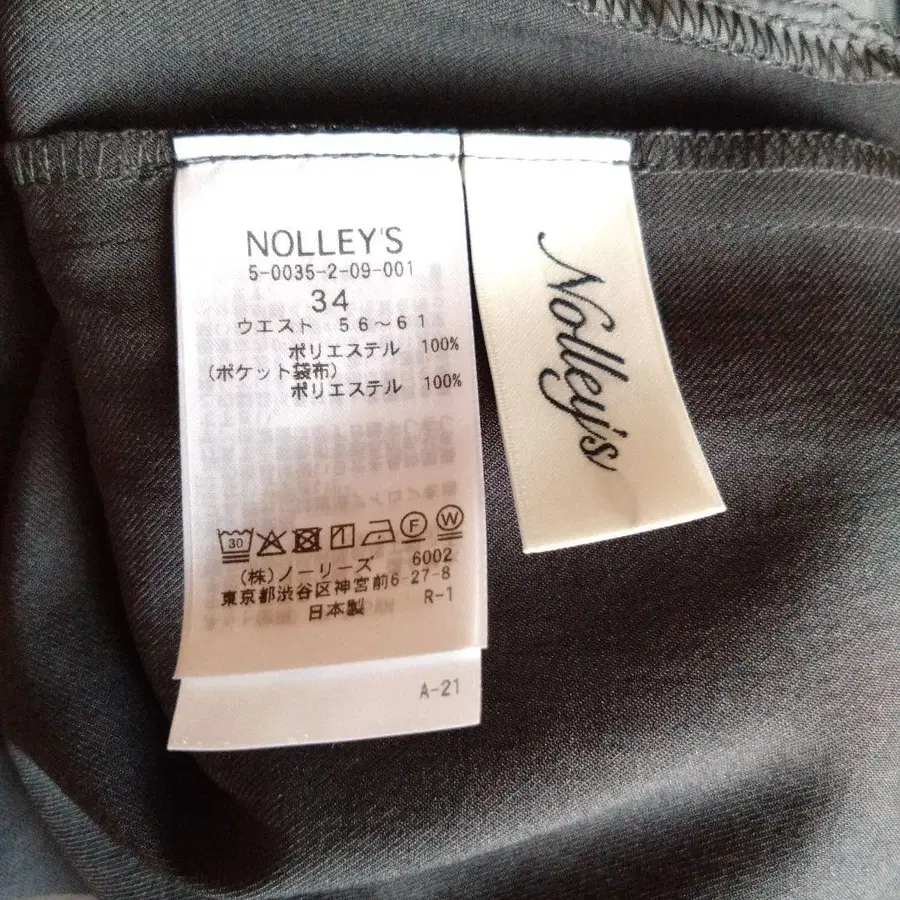 NOLLEY'S
5-0035-2-09-001
34
ウエスト 56〜61
ポリエステル 100%
(ポケット袋布)
ポリエステル 100%
30
F
W
(株)ノーリーズ 6002
東京都渋谷区神宮前6-27-8
日本製 R-1
A-21
Nolley's